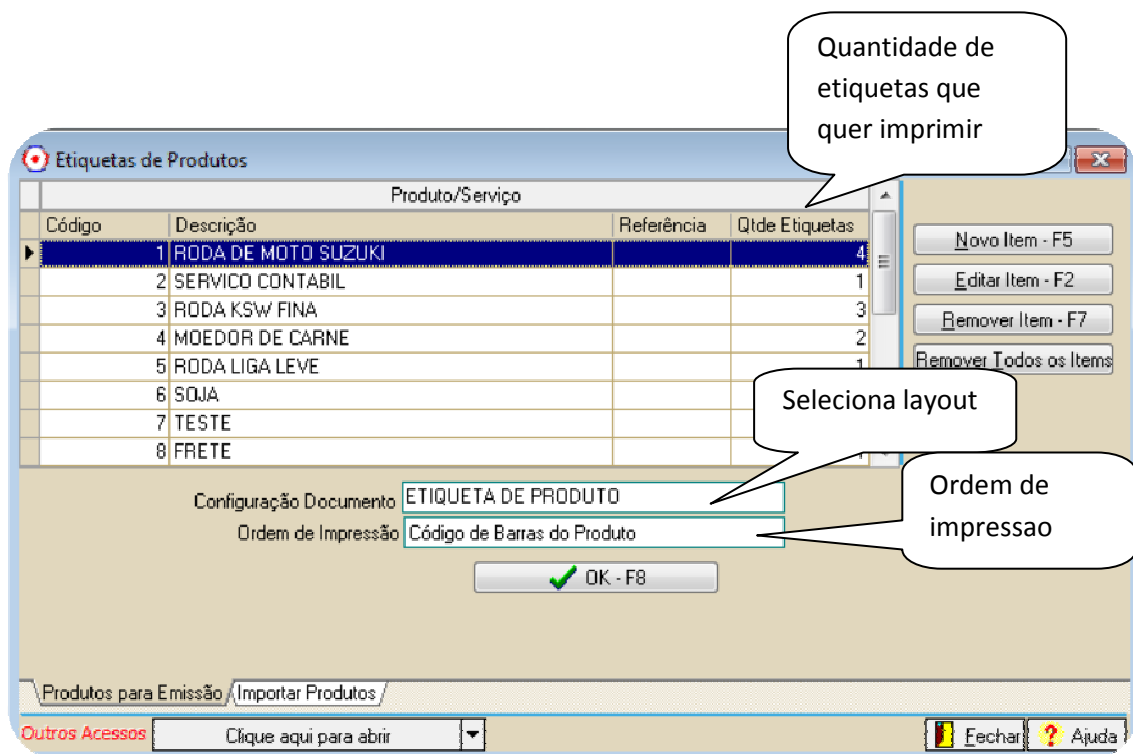 Quantidade de
etiquetas que
quer imprimir
Etiquetas de Produtos
Produto/Serviço
Código Descrição Referência Qtde Etiquetas
1 RODA DE MOTO SUZUKI 4
2 SERVICO CONTABIL 1
3 RODA KSW FINA 3
4 MOEDOR DE CARNE 2
5 RODA LIGA LEVE 1
6 SOJA
7 TESTE
8 FRETE
Novo Item - F5
Editar Item - F2
Remover Item - F7
Remover Todos os Items
Seleciona layout
Ordem de
impressao
Configuração Documento ETIQUETA DE PRODUTO
Ordem de Impressão Código de Barras do Produto
OK - F8
Produtos para Emissão Importar Produtos
Outros Acessos Clique aqui para abrir Fechar Ajuda